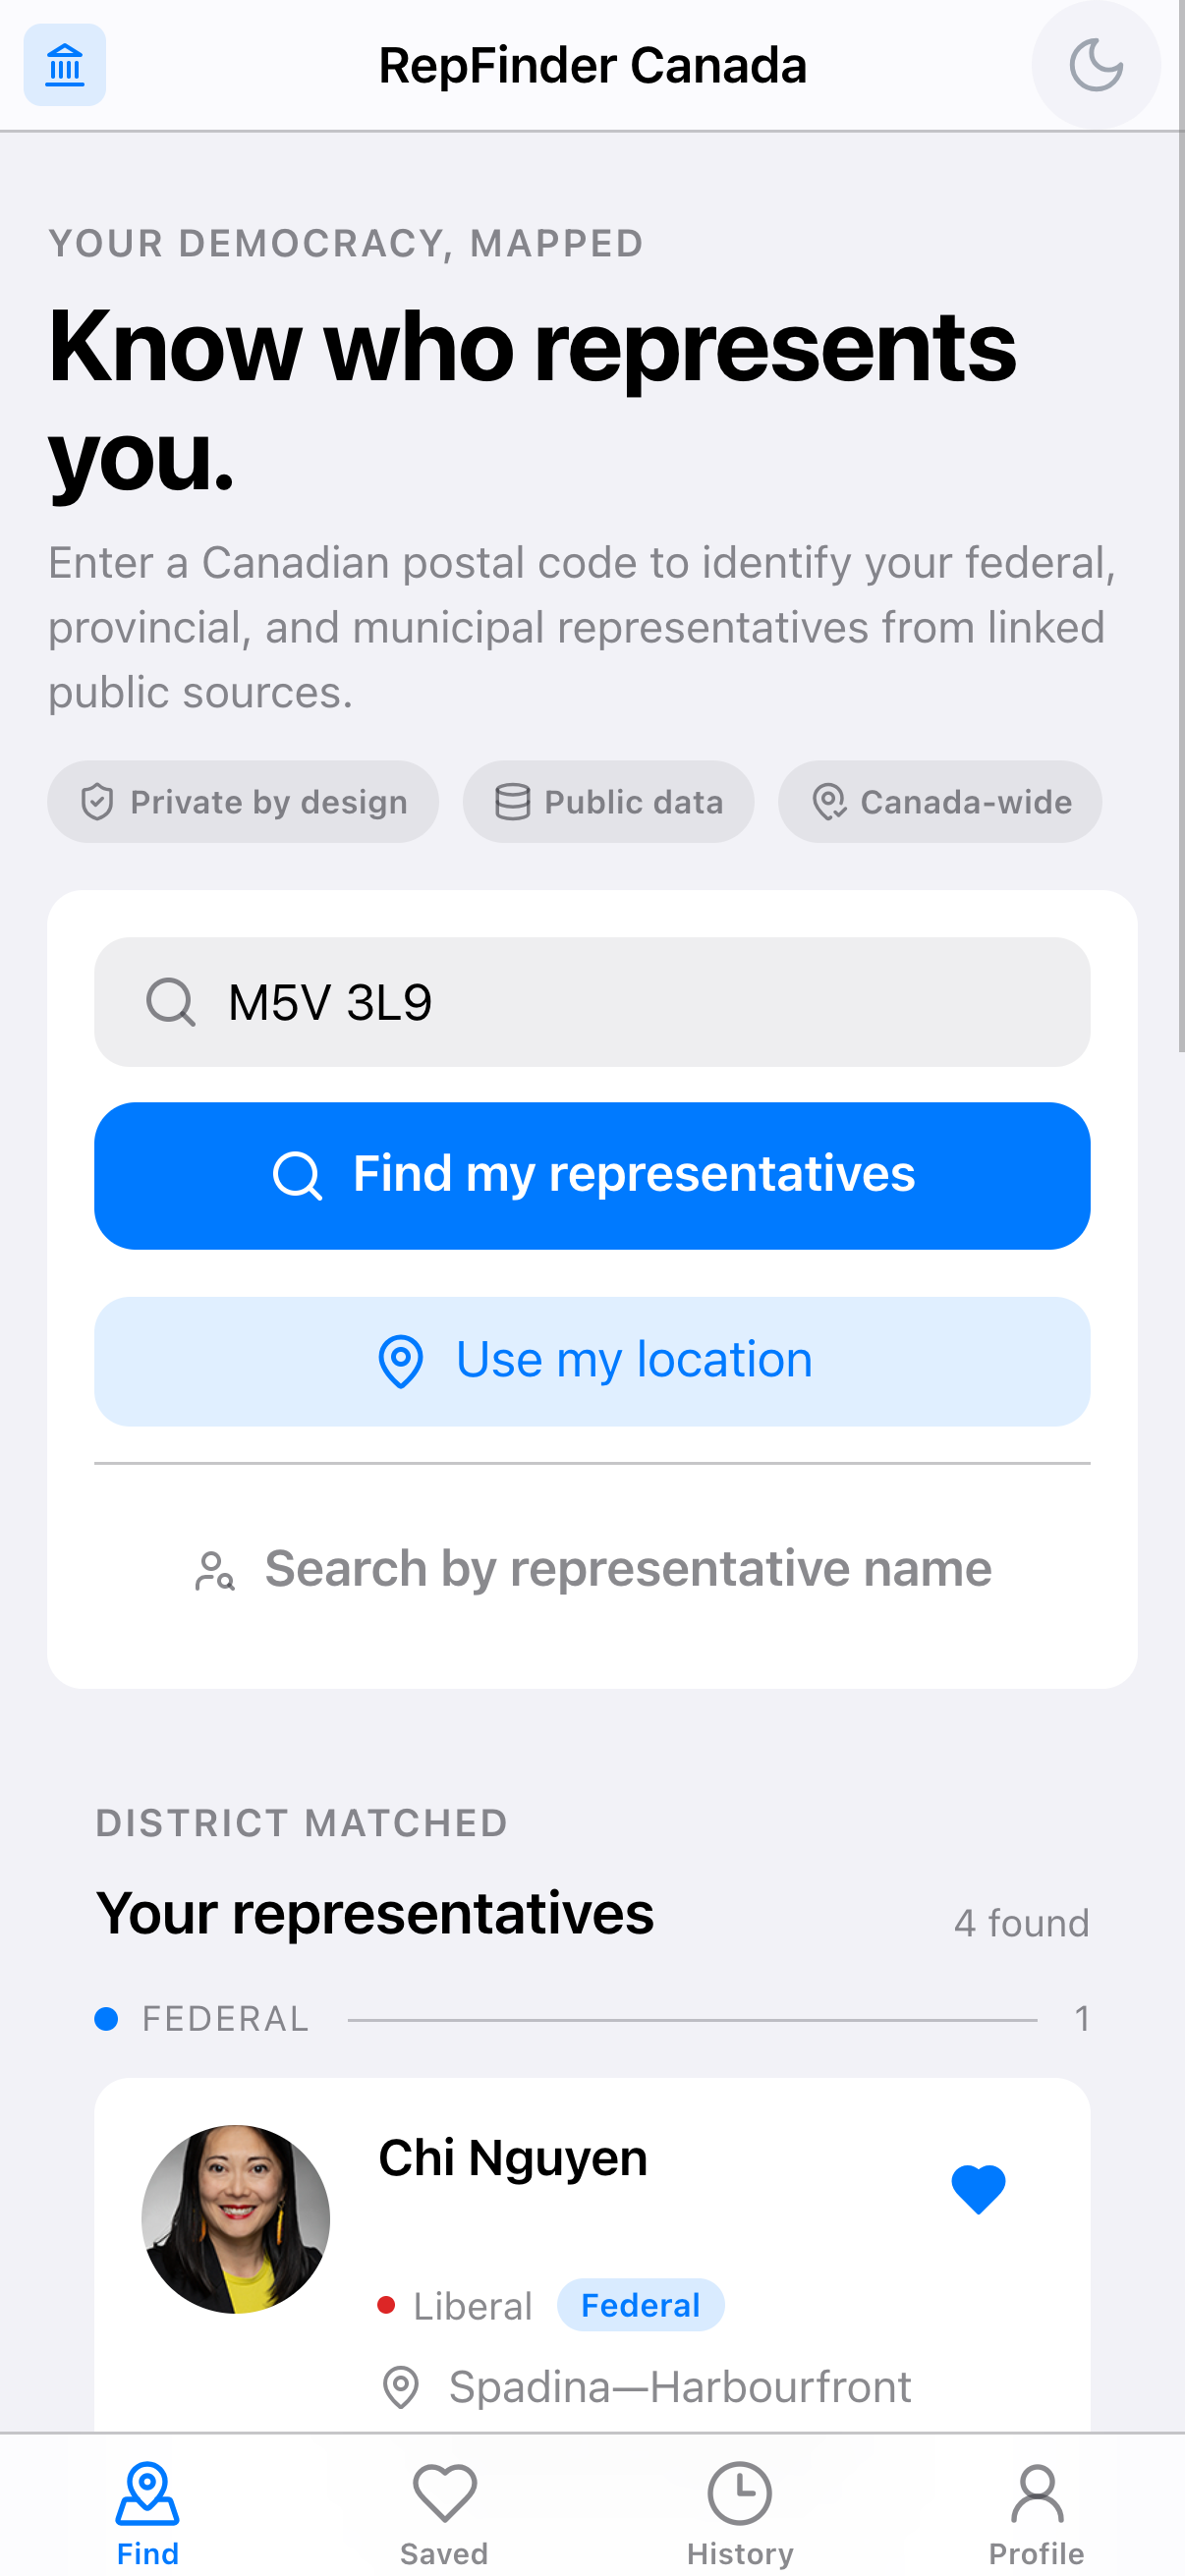 RepFinder Canada
YOUR DEMOCRACY, MAPPED
Know who represents
you.
Enter a Canadian postal code to identify your federal,
provincial, and municipal representatives from linked
public sources.
Private by design
Public data
Canada-wide
M5V 3L9
Find my representatives
Use my location
Search by representative name
DISTRICT MATCHED
Your representatives
4 found
FEDERAL
1
Chi Nguyen
Liberal
Federal
Spadina—Harbourfront
Find
Saved
History
Profile